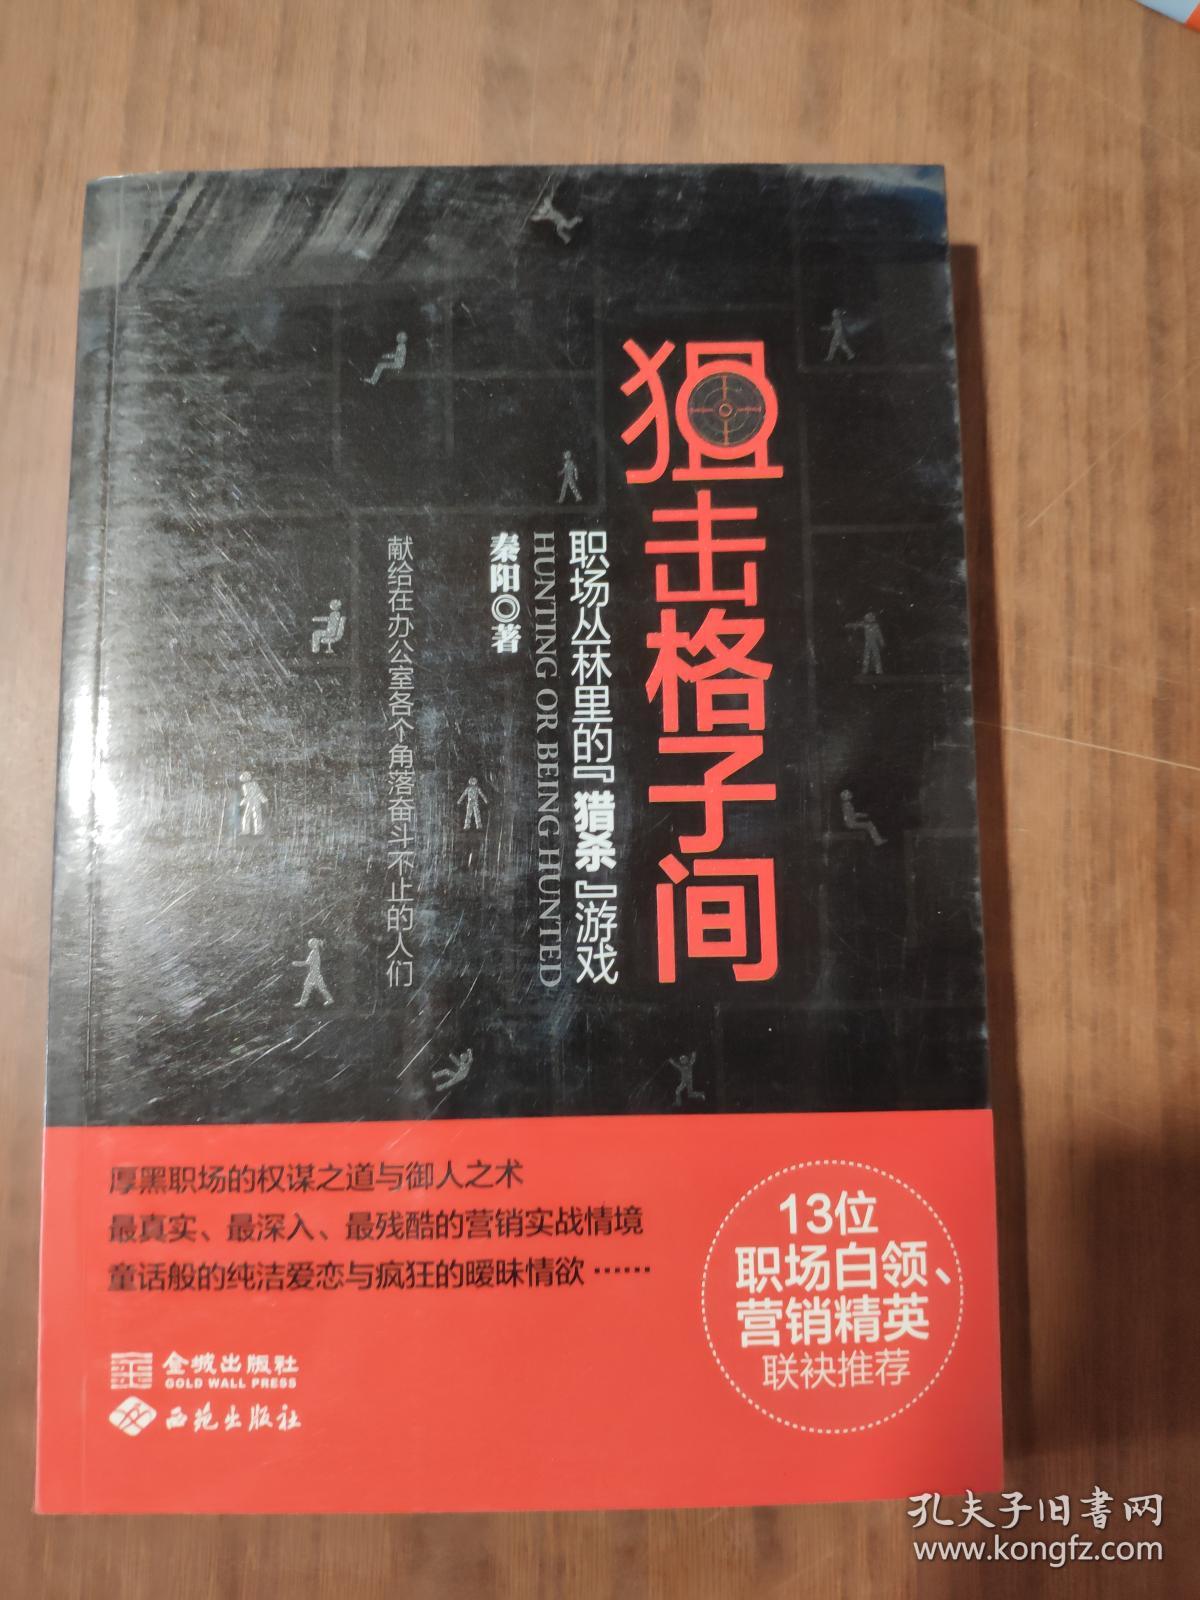 狙击格子间
职场丛林里的『猎杀』游戏
HUNTING OR BEING HUNTED
秦阳◎著
献给在办公室各个角落奋斗不止的人们
厚黑职场的权谋之道与御人之术
最真实、最深入、最残酷的营销实战情境
童话般的纯洁爱恋与疯狂的暧昧情欲……
13位
职场白领、
营销精英
联袂推荐
金城出版社
GOLD WALL PRESS
西苑出版社
孔夫子旧书网
www.kongfz.com